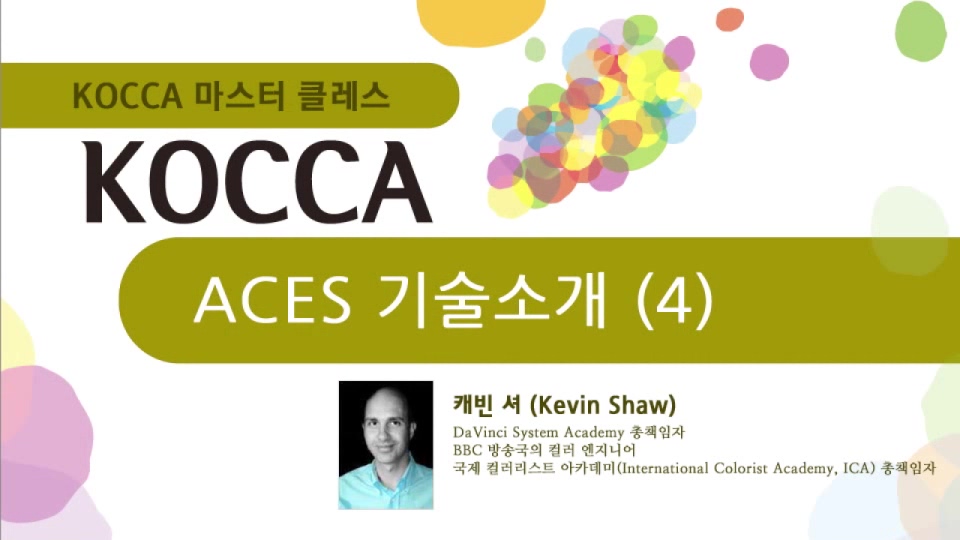 KOCCA 마스터 클레스
KOCCA
ACES 기술소개 (4)
캐빈 셔 (Kevin Shaw)
DaVinci System Academy 총책임자
BBC 방송국의 컬러 엔지니어
국제 컬러리스트 아카데미(International Colorist Academy, ICA) 총책임자